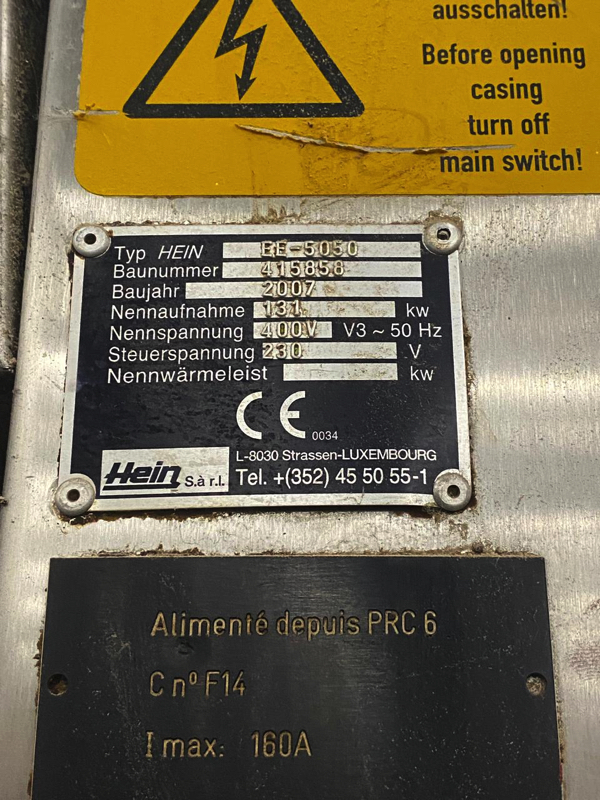 ausschalten!
Before opening
casing
turn off
main switch!
Typ HEIN EE-5050
Baunummer 415858
Baujahr 2007
Nennaufnahme 131 kw
Nennspannung 400V V3 ~ 50 Hz
Steuerspannung 230 V
Nennwärmeleist kw
CE 0034
Hein S.à r.l.
L-8030 Strassen-LUXEMBOURG
Tel. +(352) 45 50 55-1
Alimenté depuis PRC 6
C nº F14
I max: 160A